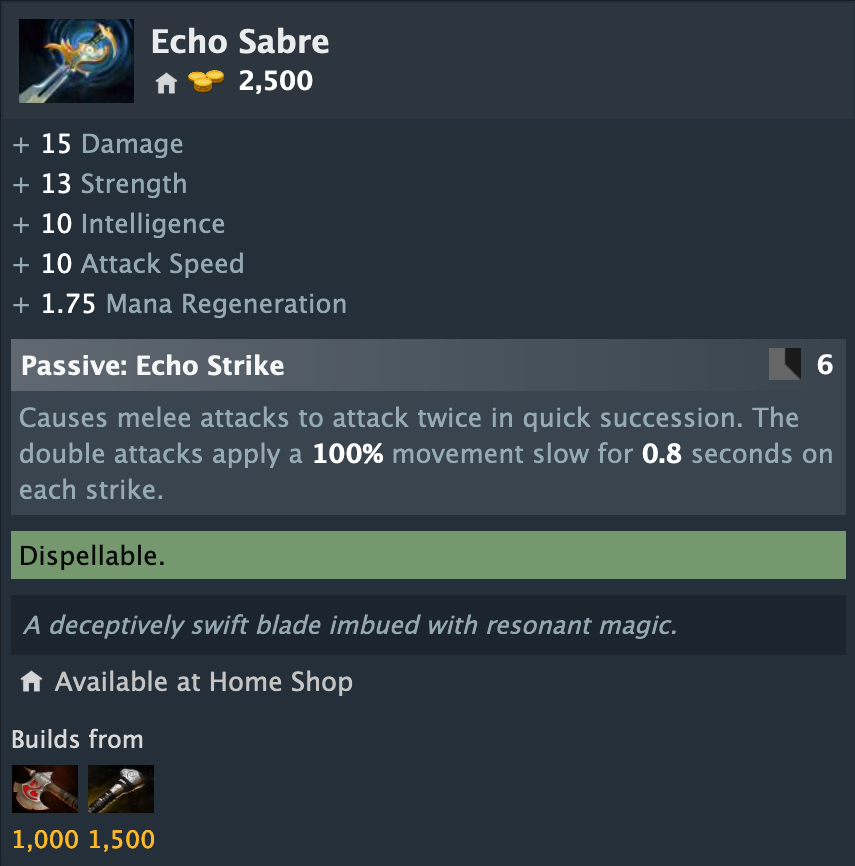 Echo Sabre
2,500
+ 15 Damage
+ 13 Strength
+ 10 Intelligence
+ 10 Attack Speed
+ 1.75 Mana Regeneration
Passive: Echo Strike 6
Causes melee attacks to attack twice in quick succession. The
double attacks apply a 100% movement slow for 0.8 seconds on
each strike.
Dispellable.
A deceptively swift blade imbued with resonant magic.
Available at Home Shop
Builds from
1,000 1,500